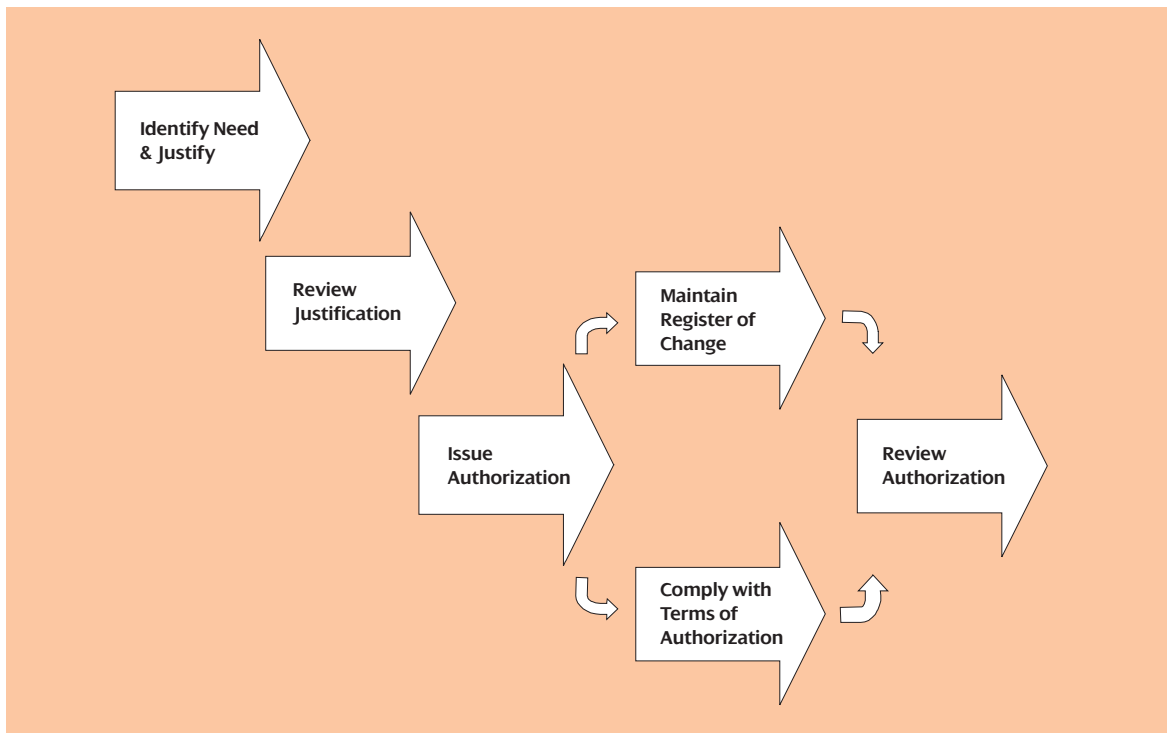 Identify Need
& Justify
Review
Justification
Issue
Authorization
Maintain
Register of
Change
Comply with
Terms of
Authorization
Review
Authorization